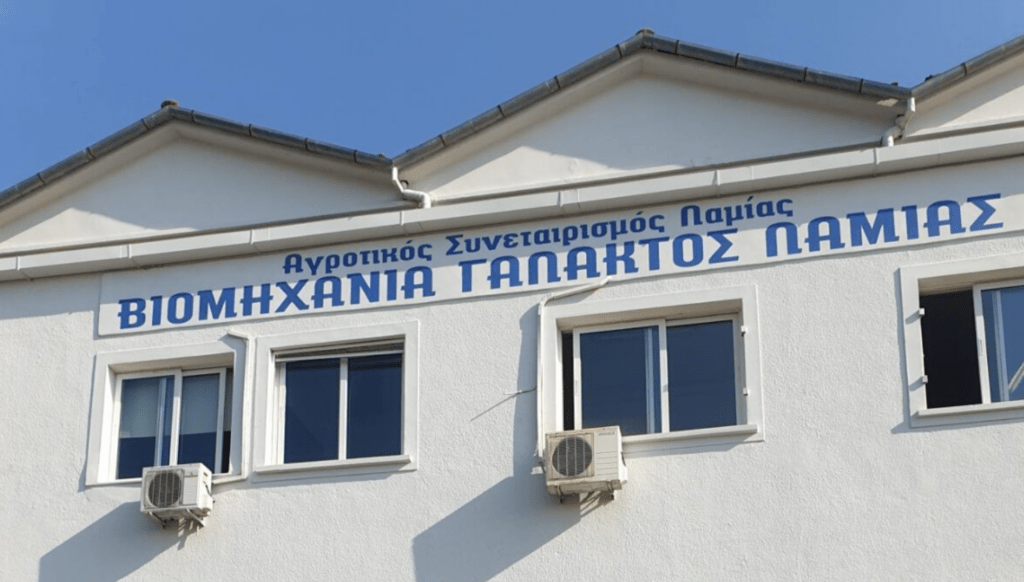 Αγροτικός Συνεταιρισμός Λαμίας
ΒΙΟΜΗΧΑΝΙΑ ΓΑΛΑΚΤΟΣ ΛΑΜΙΑΣ